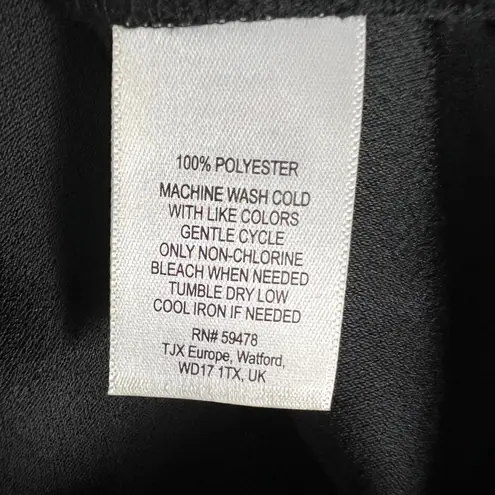 100% POLYESTER
MACHINE WASH COLD
WITH LIKE COLORS
GENTLE CYCLE
ONLY NON-CHLORINE
BLEACH WHEN NEEDED
TUMBLE DRY LOW
COOL IRON IF NEEDED
RN# 59478
TJX Europe, Watford,
WD17 1TX, UK